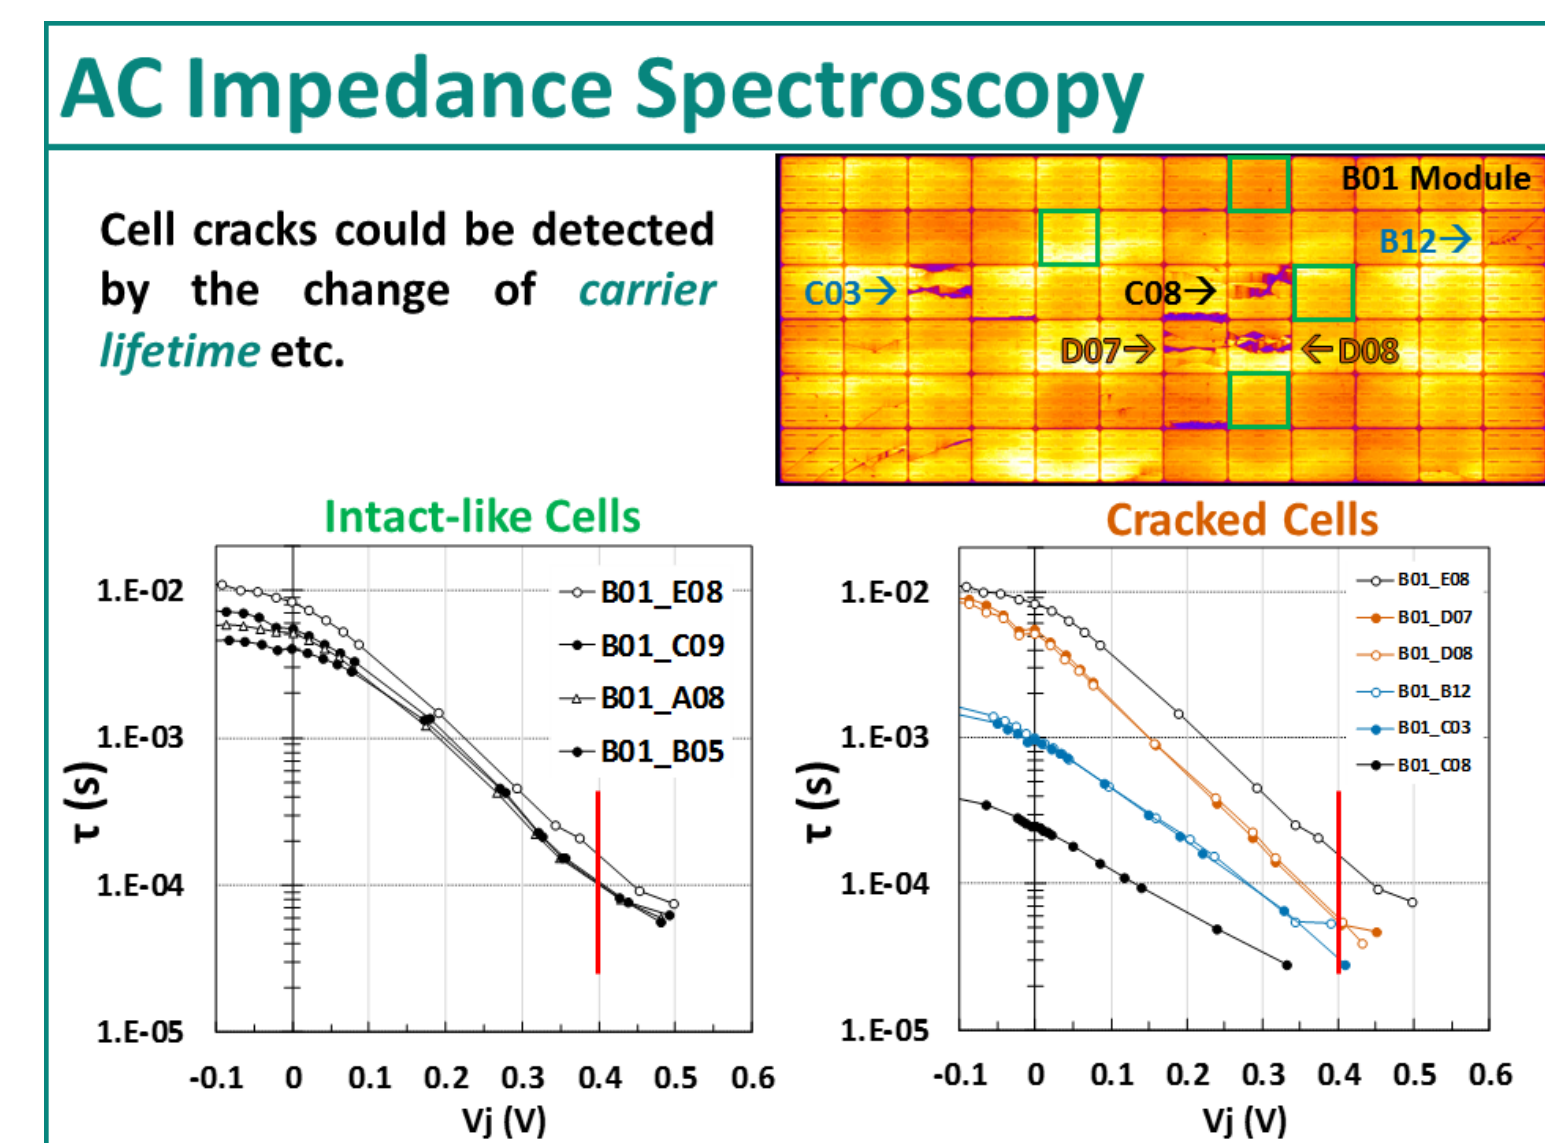 AC Impedance Spectroscopy
Cell cracks could be detected
by the change of carrier
lifetime etc.
B01 Module
B12→
C03→
C08→
D07→
←D08
Intact-like Cells
1.E-02
1.E-03
1.E-04
1.E-05
τ (s)
B01_E08
B01_C09
B01_A08
B01_B05
-0.1 0 0.1 0.2 0.3 0.4 0.5 0.6
Vj (V)
Cracked Cells
1.E-02
1.E-03
1.E-04
1.E-05
τ (s)
B01_E08
B01_D07
B01_D08
B01_B12
B01_C03
B01_C08
-0.1 0 0.1 0.2 0.3 0.4 0.5 0.6
Vj (V)